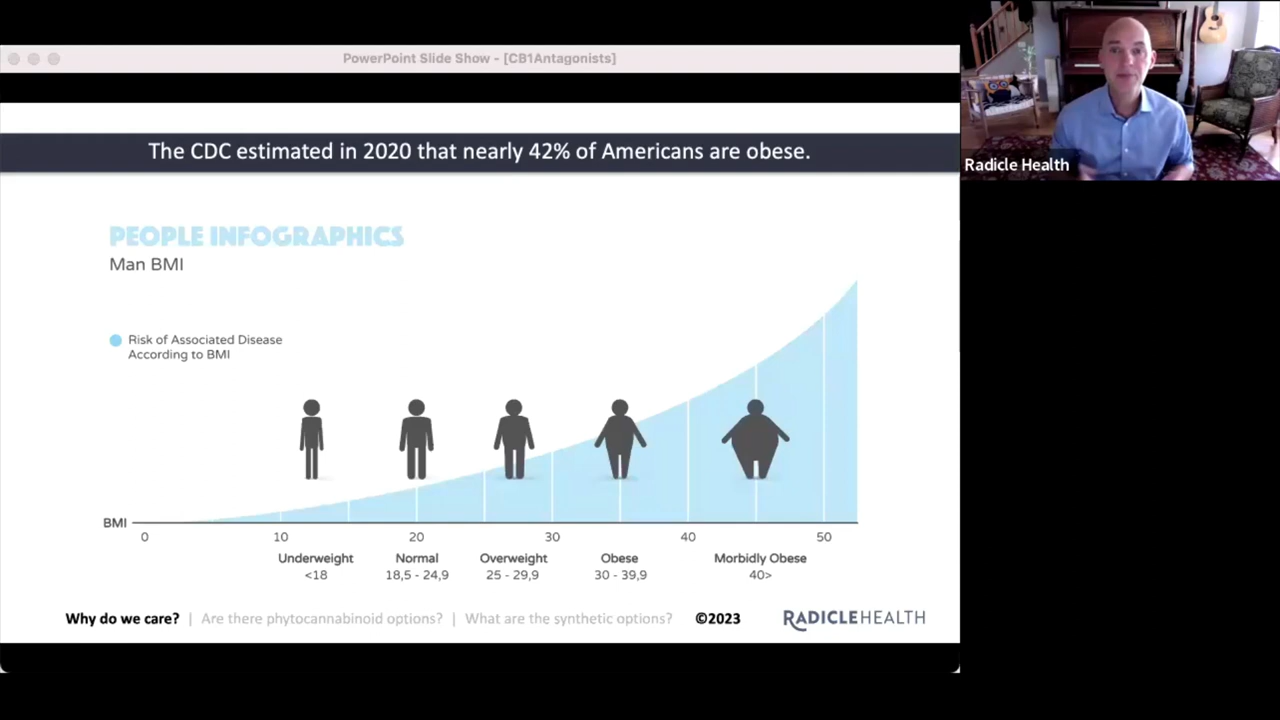 PowerPoint Slide Show - [CB1Antagonists]
The CDC estimated in 2020 that nearly 42% of Americans are obese.
PEOPLE INFOGRAPHICS
Man BMI
Risk of Associated Disease
According to BMI
BMI
0 10 20 30 40 50
Underweight Normal Overweight Obese Morbidly Obese
<18 18,5 - 24,9 25 - 29,9 30 - 39,9 40>
Why do we care? | Are there phytocannabinoid options? | What are the synthetic options? ©2023 RADICLEHEALTH
Radicle Health